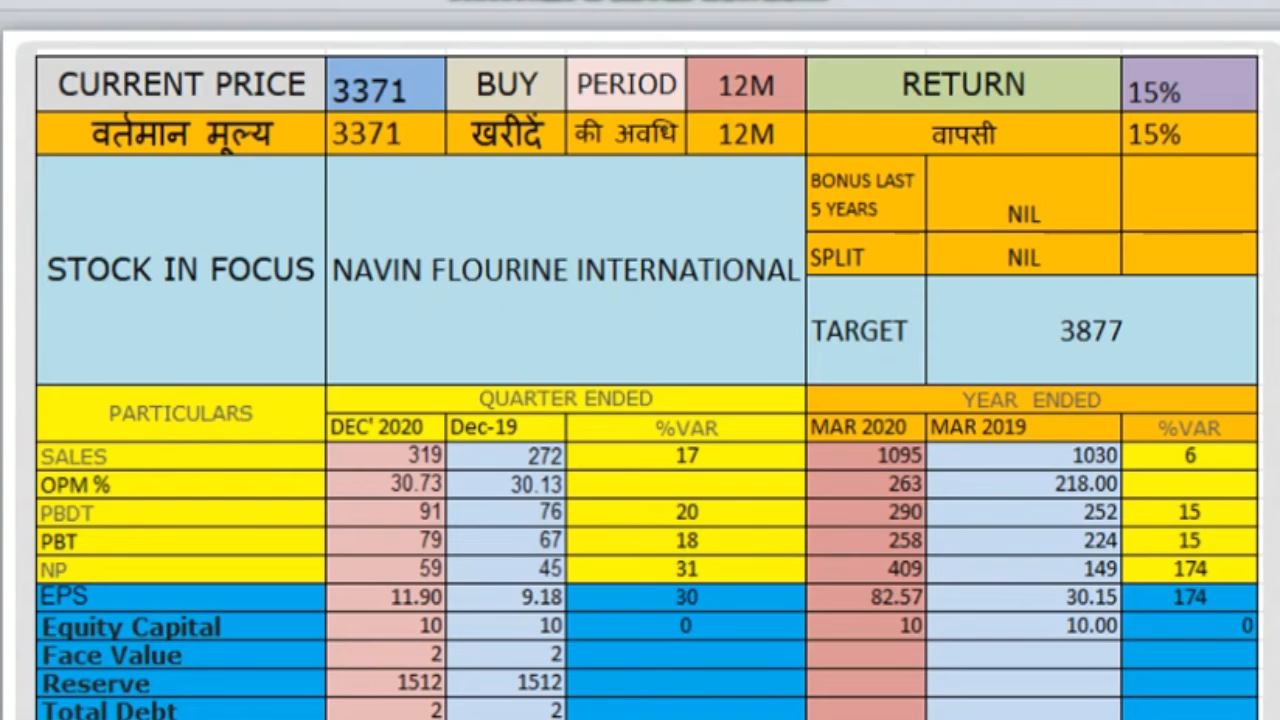 CURRENT PRICE 3371 BUY PERIOD 12M RETURN 15%
वर्तमान मूल्य 3371 खरीदें की अवधि 12M वापसी 15%
STOCK IN FOCUS NAVIN FLOURINE INTERNATIONAL
BONUS LAST
5 YEARS NIL
SPLIT NIL
TARGET 3877
PARTICULARS QUARTER ENDED YEAR ENDED
DEC' 2020 Dec-19 %VAR MAR 2020 MAR 2019 %VAR
SALES 319 272 17 1095 1030 6
OPM % 30.73 30.13 263 218.00
PBDT 91 76 20 290 252 15
PBT 79 67 18 258 224 15
NP 59 45 31 409 149 174
EPS 11.90 9.18 30 82.57 30.15 174
Equity Capital 10 10 0 10 10.00 0
Face Value 2 2
Reserve 1512 1512
Total Debt 2 2